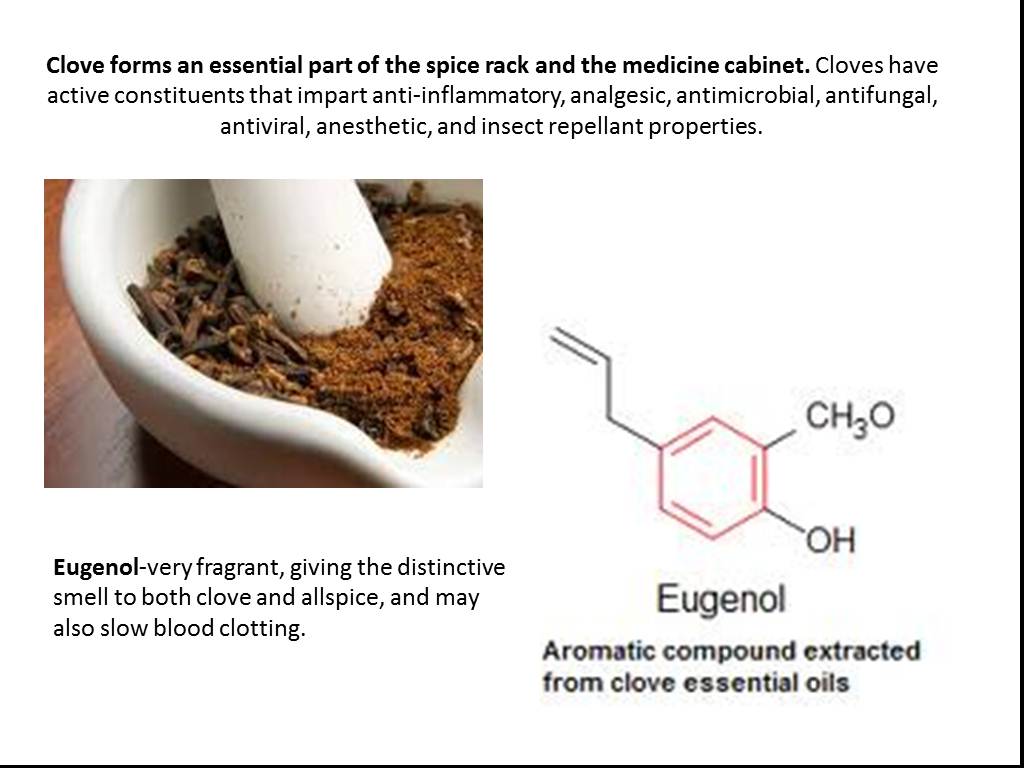 Clove forms an essential part of the spice rack and the medicine cabinet. Cloves have
active constituents that impart anti-inflammatory, analgesic, antimicrobial, antifungal,
antiviral, anesthetic, and insect repellant properties.
CH₃O
OH
Eugenol
Aromatic compound extracted
from clove essential oils
Eugenol-very fragrant, giving the distinctive
smell to both clove and allspice, and may
also slow blood clotting.